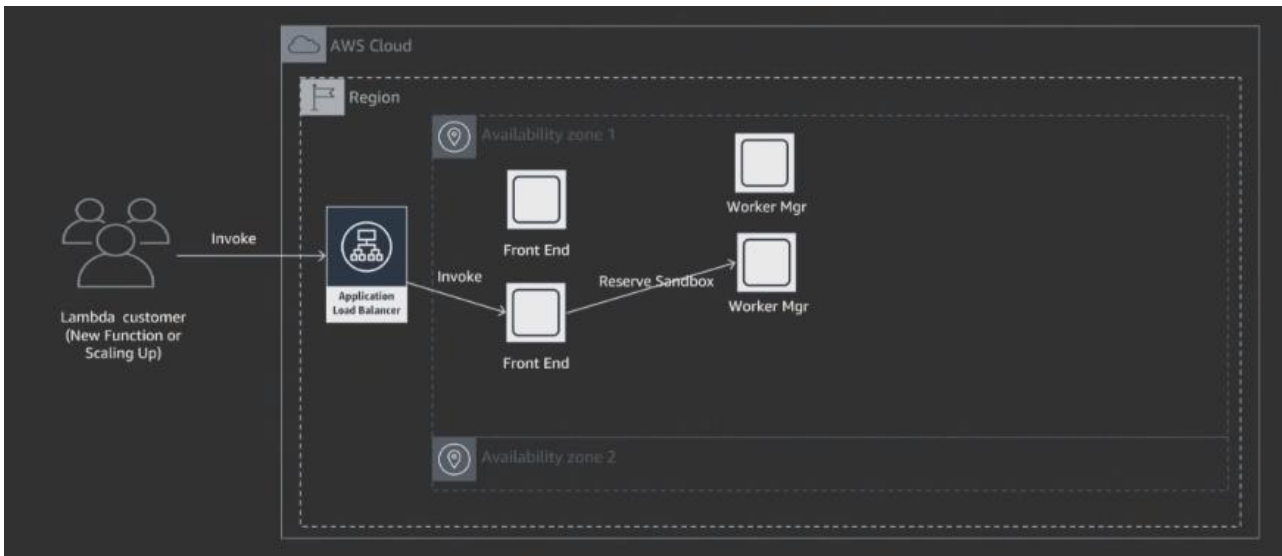 AWS Cloud
Region
Availability zone 1
Worker Mgr
Front End
Invoke
Application
Load Balancer
Invoke
Reserve Sandbox
Worker Mgr
Lambda customer
(New Function or
Scaling Up)
Front End
Availability zone 2